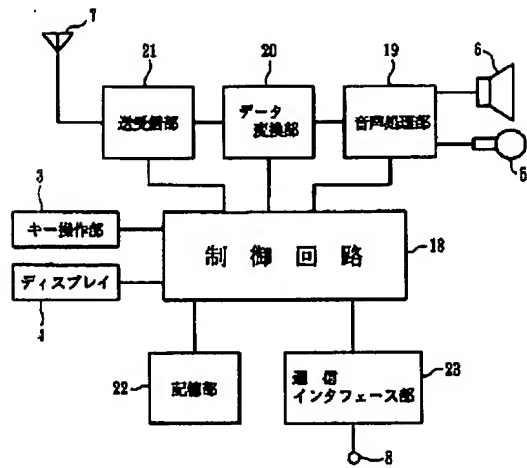 7
21
20
19
6
送受信部
データ
変換部
音声処理部
5
3
キー操作部
制御回路
18
ディスプレイ
4
22
記憶部
通信
インタフェース部
23
8